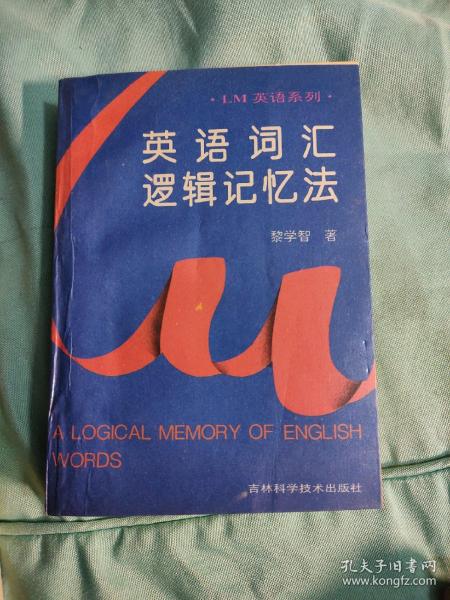 ·LM 英语系列·
英语词汇
逻辑记忆法
黎学智 著
A LOGICAL MEMORY OF ENGLISH
WORDS
吉林科学技术出版社
孔夫子旧书网
www.kongfz.com